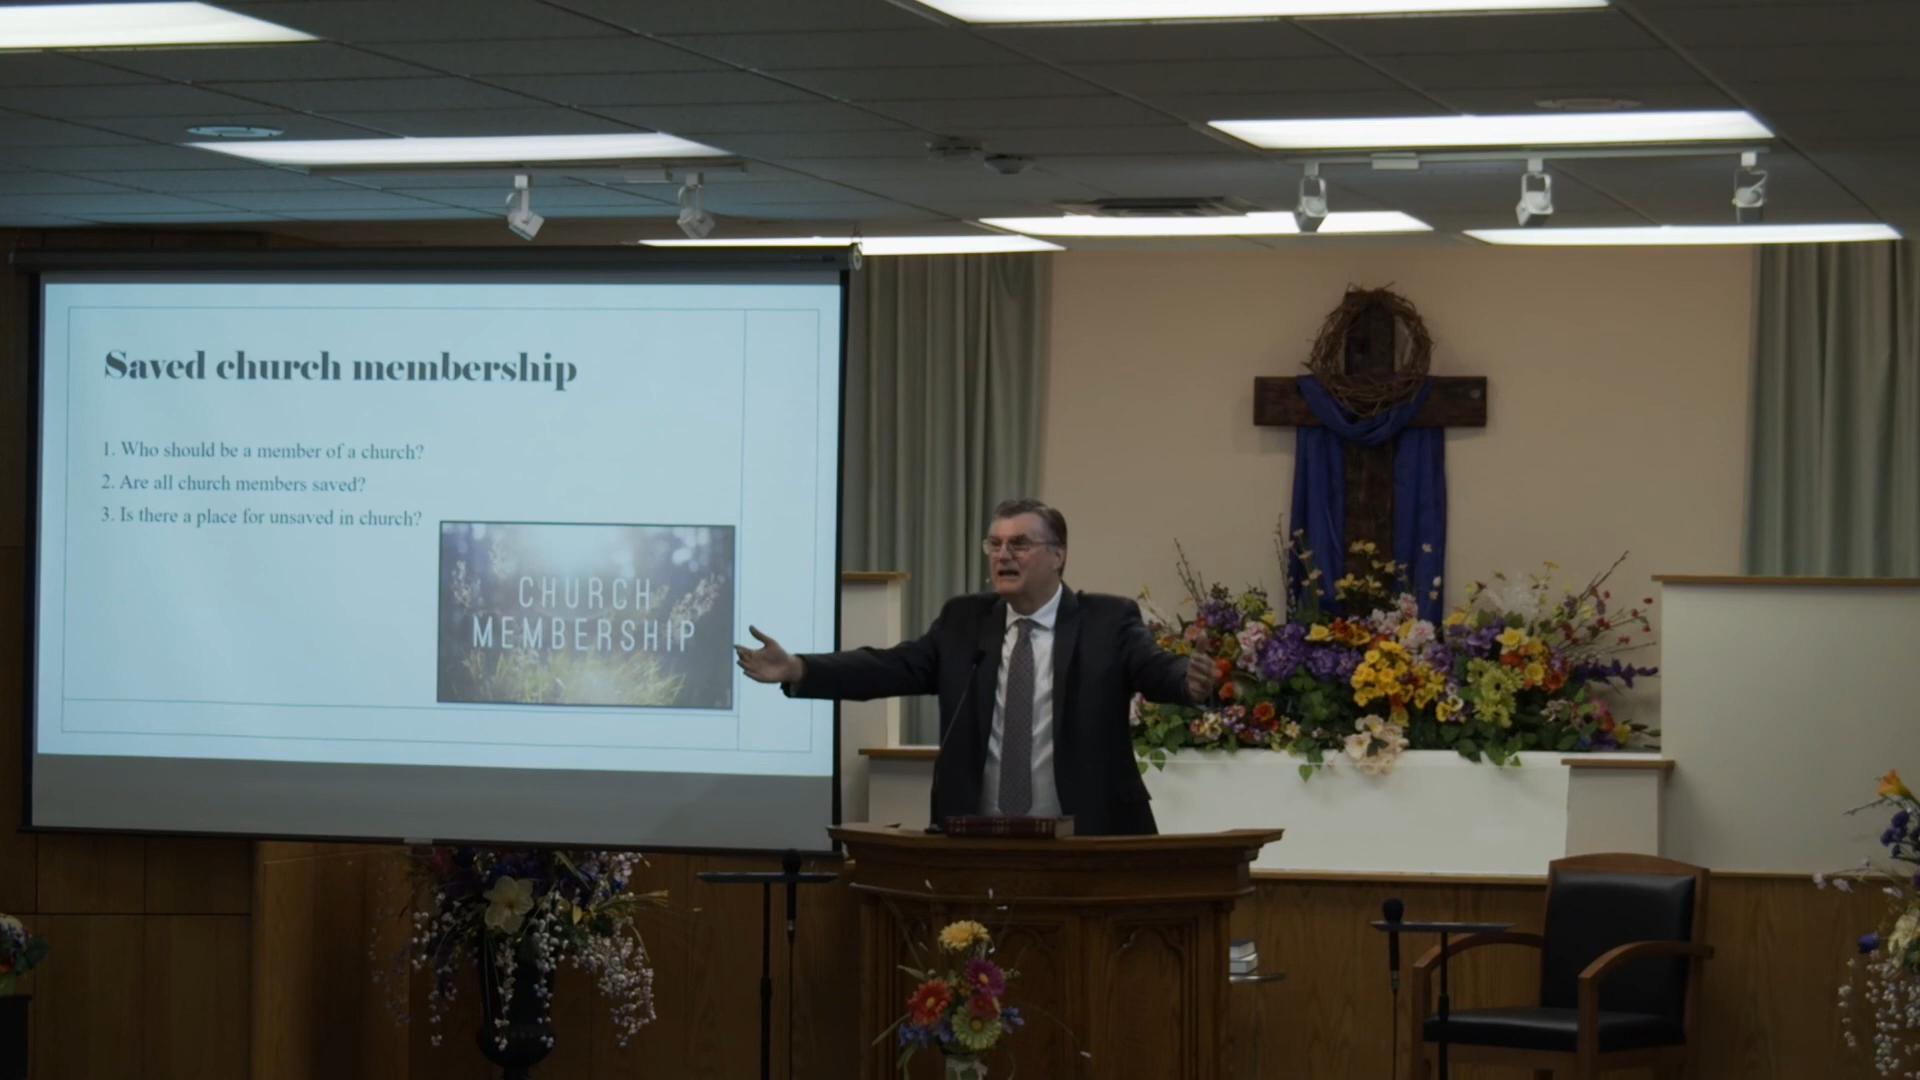 Saved church membership
1. Who should be a member of a church?
2. Are all church members saved?
3. Is there a place for unsaved in church?
CHURCH
MEMBERSHIP